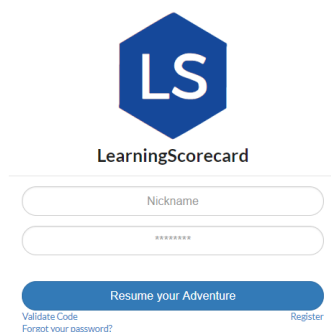 LS
LearningScorecard
Nickname
********
Resume your Adventure
Validate Code Register
Forgot your password?